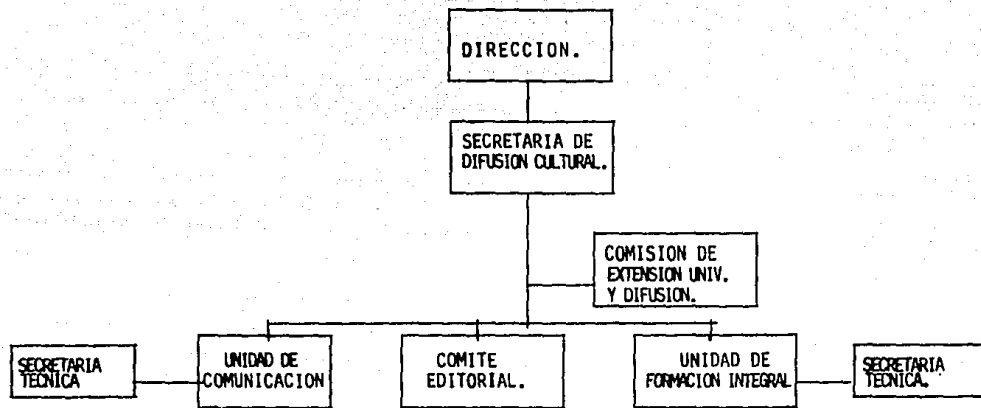 DIRECCION.
SECRETARIA DE
DIFUSION CULTURAL.
COMISION DE
EXTENSION UNIV.
Y DIFUSION.
SECRETARIA
TECNICA
UNIDAD DE
COMUNICACION
COMITE
EDITORIAL.
UNIDAD DE
FORMACION INTEGRAL
SECRETARIA
TECNICA.